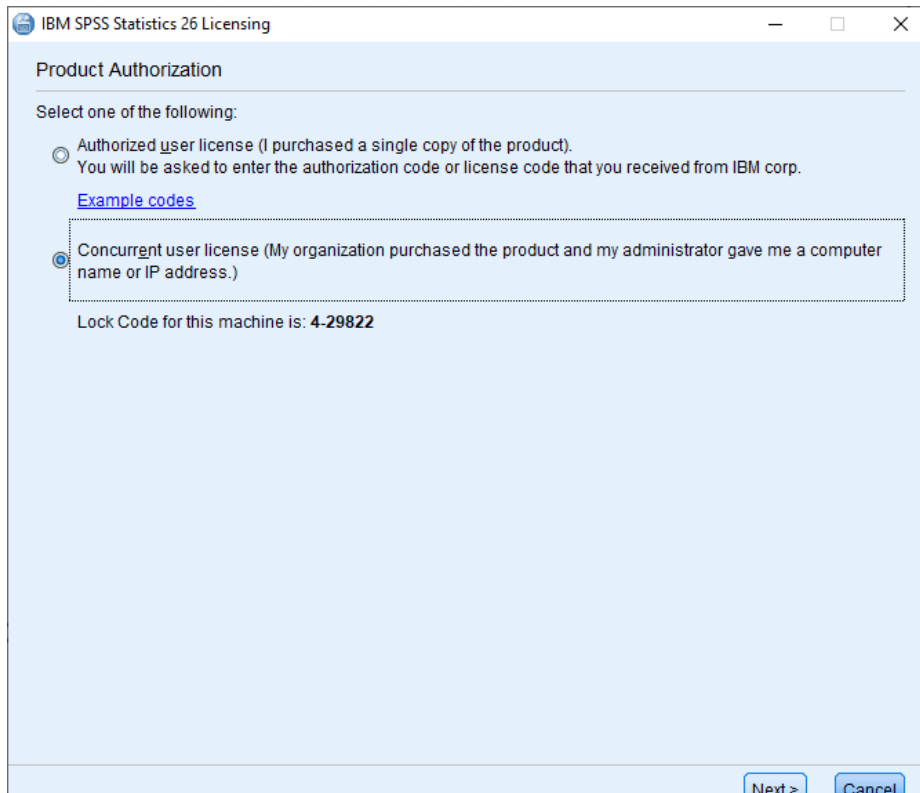 IBM SPSS Statistics 26 Licensing
Product Authorization
Select one of the following:
Authorized user license (I purchased a single copy of the product).
You will be asked to enter the authorization code or license code that you received from IBM corp.
Example codes
Concurrent user license (My organization purchased the product and my administrator gave me a computer
name or IP address.)
Lock Code for this machine is: 4-29822
Next >
Cancel